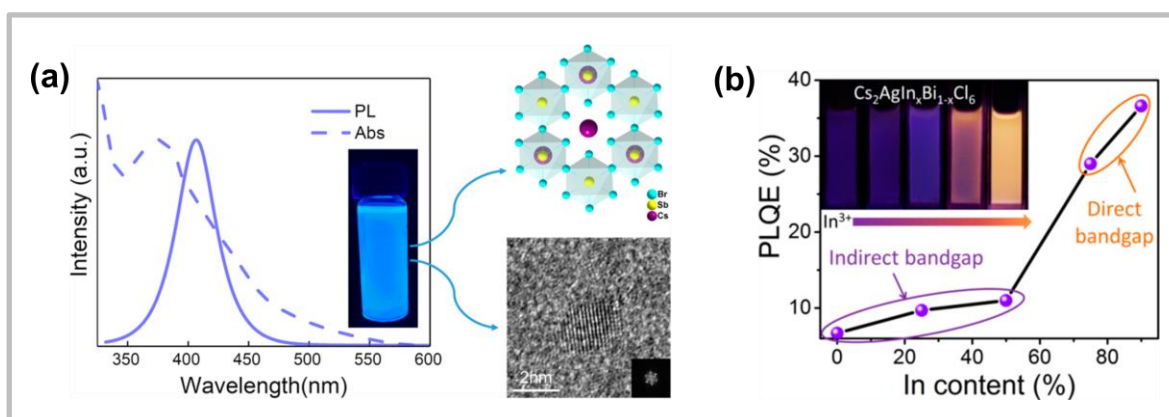 (a)
Intensity (a.u.)
PL
Abs
350 400 450 500 550 600
Wavelength(nm)
Br
Sb
Cs
2nm
(b)
PLQE (%)
40
30
20
10
Cs₂AgInₓBi₁₋ₓCl₆
In³⁺
Direct
bandgap
Indirect bandgap
0 20 40 60 80
In content (%)